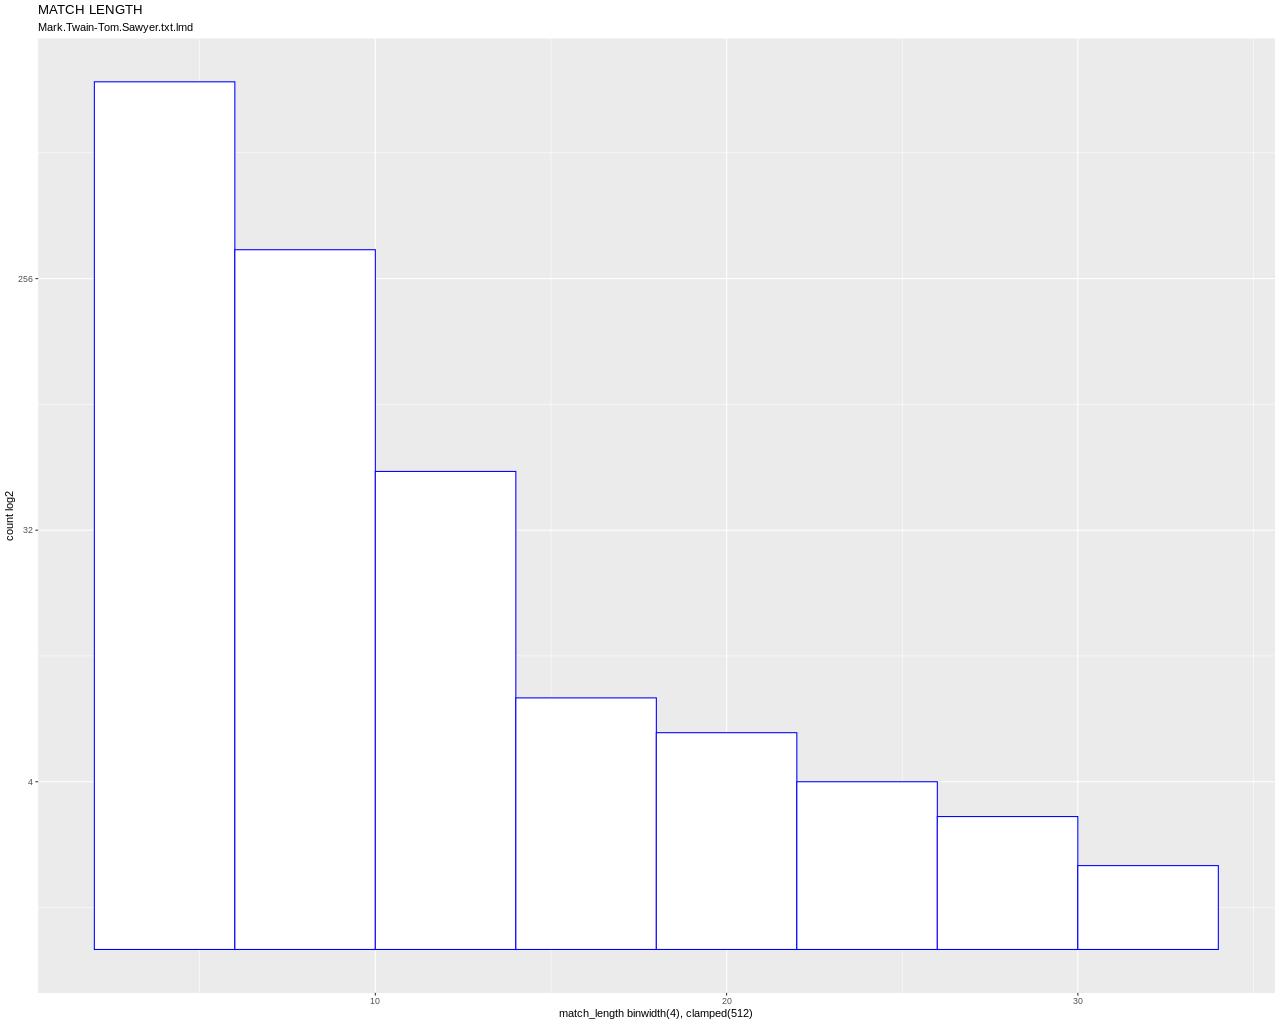 MATCH LENGTH
Mark.Twain-Tom.Sawyer.txt.lmd
count log2
256
32
4
10 20 30
match_length binwidth(4), clamped(512)